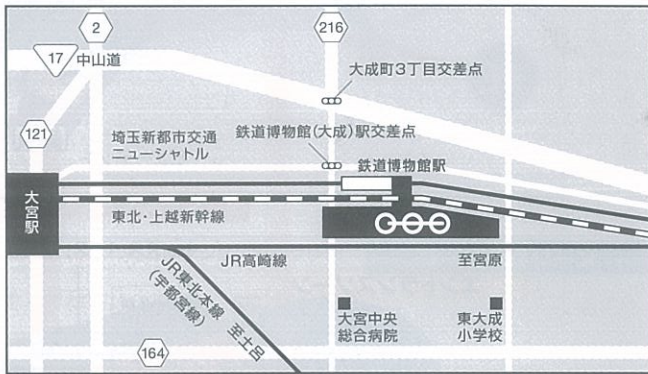 2
216
17 中山道
大成町3丁目交差点
121
埼玉新都市交通
ニューシャトル
鉄道博物館(大成)駅交差点
鉄道博物館駅
大宮駅
東北・上越新幹線
JR高崎線
至宮原
JR東北本線
(宇都宮線)
至土呂
大宮中央
総合病院
東大成
小学校
164